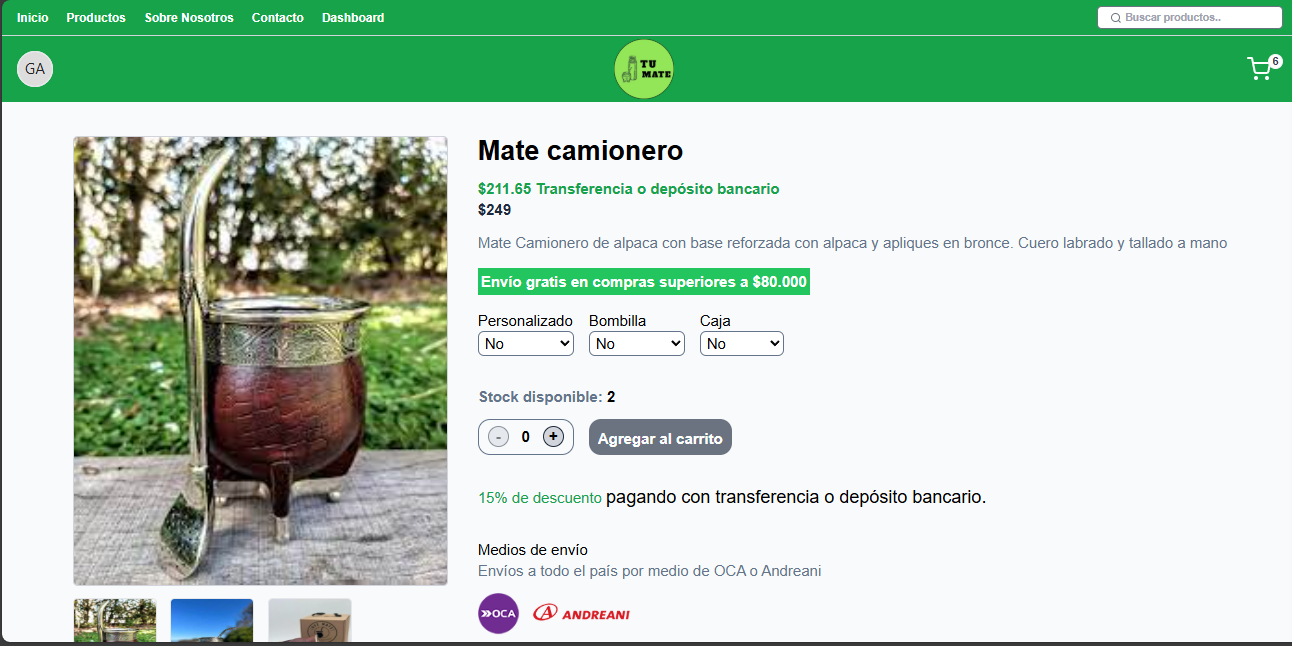 Inicio Productos Sobre Nosotros Contacto Dashboard Buscar productos..
GA TU MATE 6
Mate camionero
$211.65 Transferencia o depósito bancario
$249
Mate Camionero de alpaca con base reforzada con alpaca y apliques en bronce. Cuero labrado y tallado a mano
Envío gratis en compras superiores a $80.000
Personalizado Bombilla Caja
No No No
Stock disponible: 2
- 0 + Agregar al carrito
15% de descuento pagando con transferencia o depósito bancario.
Medios de envío
Envíos a todo el país por medio de OCA o Andreani
OCA ANDREANI